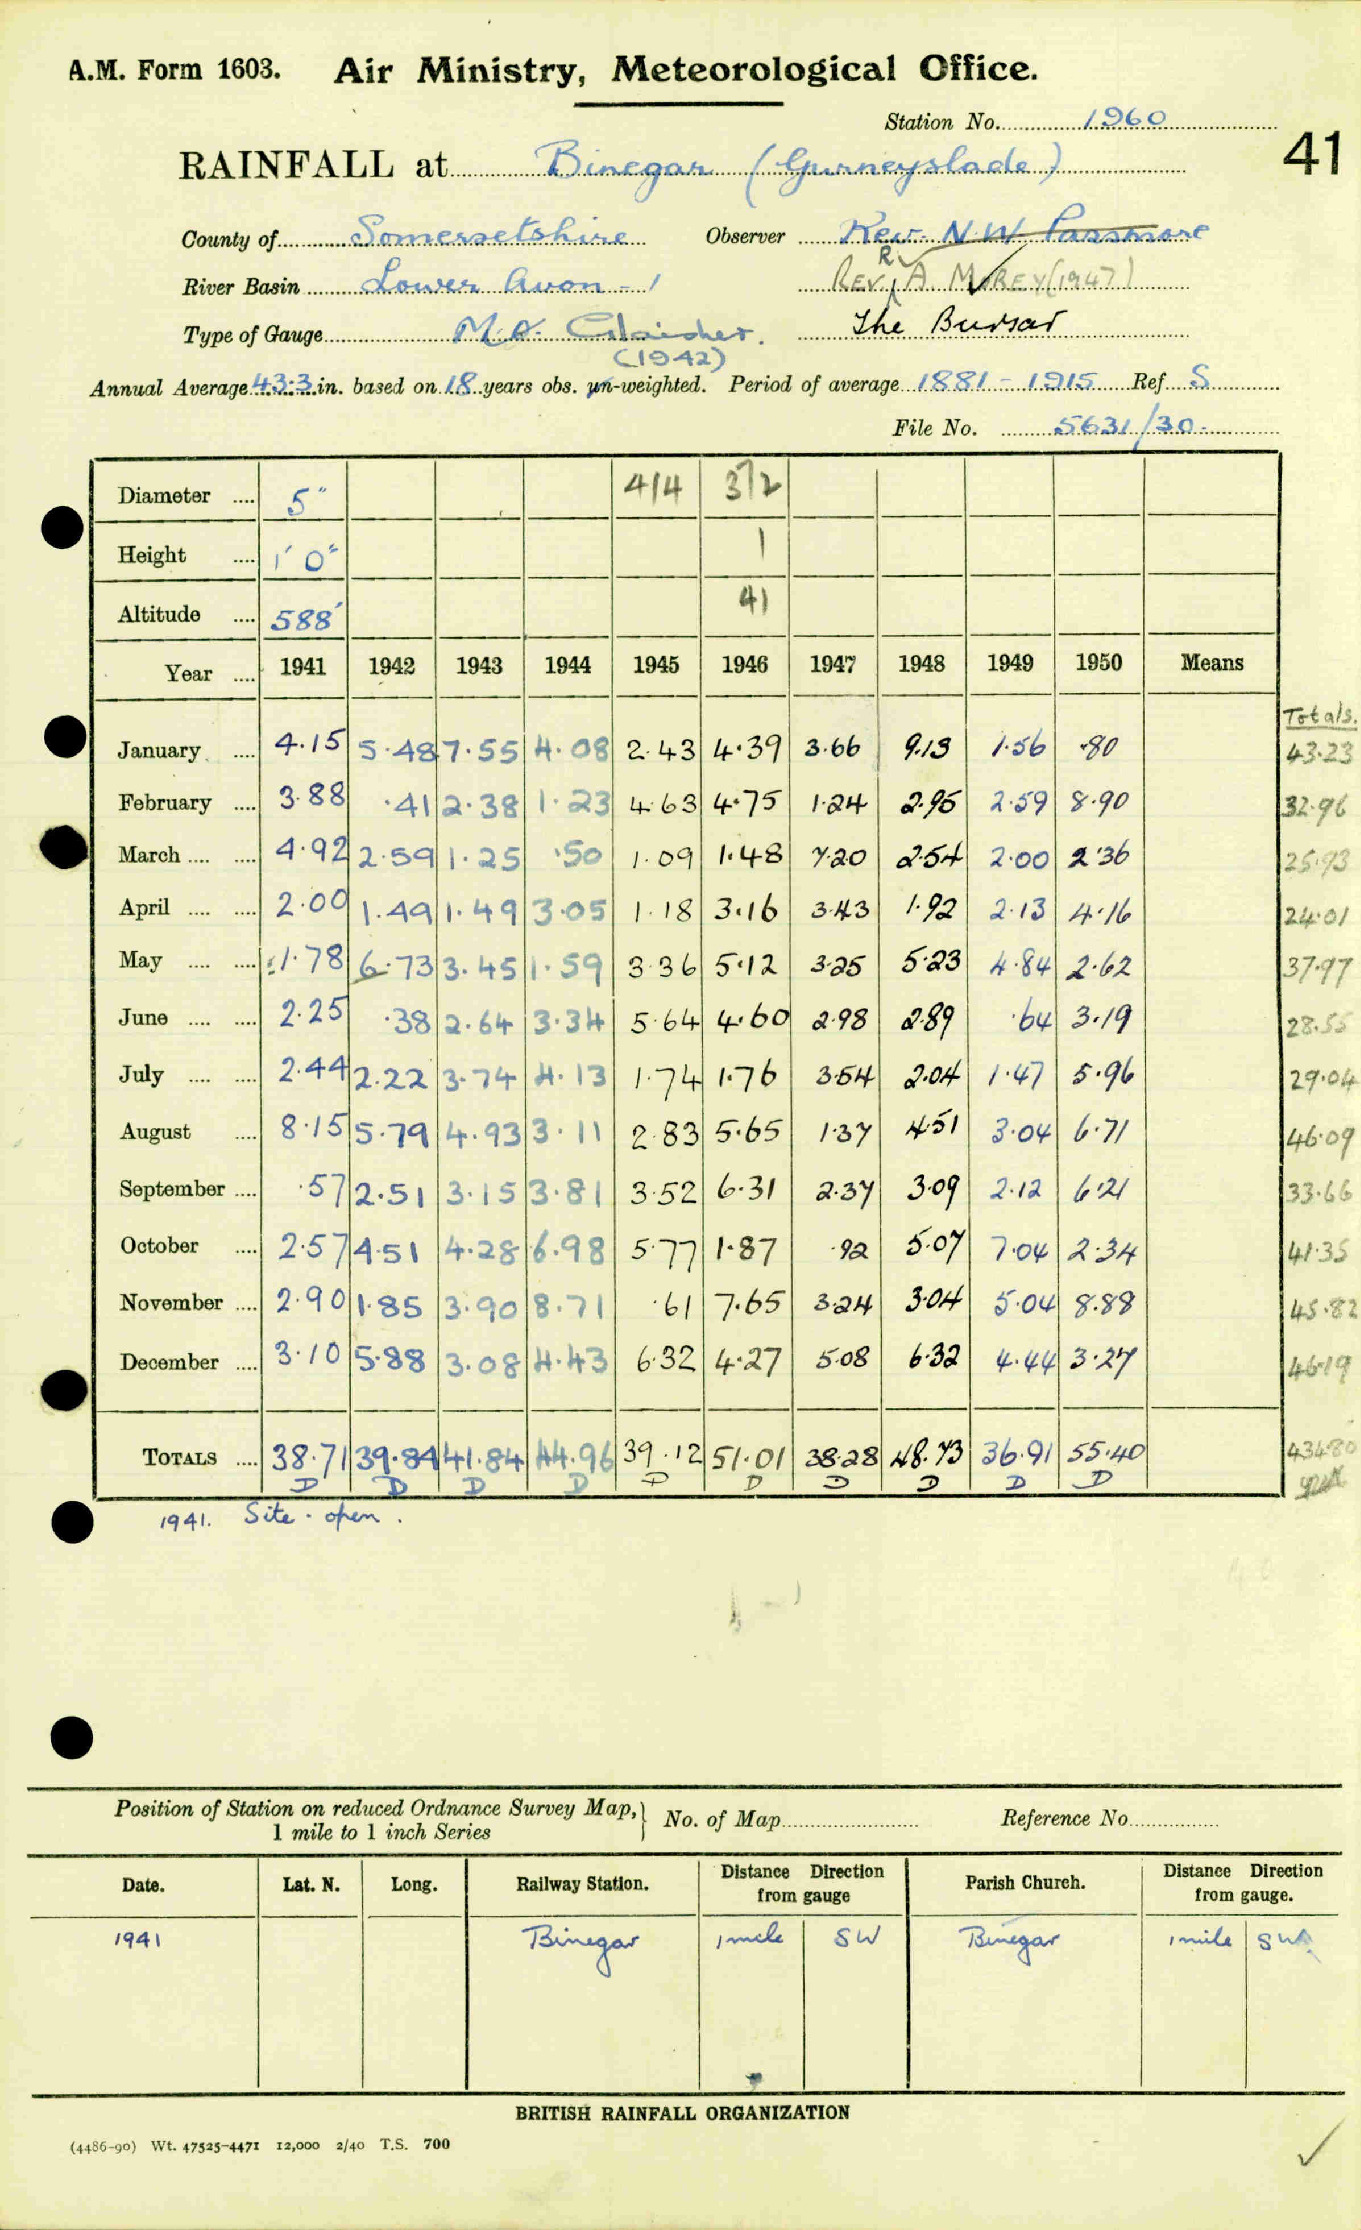 A.M. Form 1603. Air Ministry, Meteorological Office.
Station No. 1960
41
RAINFALL at Binegar (Gurneyslade)
County of Somersetshire Observer Rev. N W Passmore
River Basin Lower Avon - 1 Rev. R. A. MOREY (1947)
Type of Gauge M.O. Glaisher. The Bursar
(1942)
Annual Average 43.3 in. based on 18 years obs. un-weighted. Period of average 1881 - 1915 Ref. S
File No. 5631/30.
Diameter .... 5" 4/4 3/2
Height .... 1' 0" 1
Altitude .... 588' 41
Year .... 1941 1942 1943 1944 1945 1946 1947 1948 1949 1950 Means
Totals.
January .... 4.15 5.48 7.55 4.08 2.43 4.39 3.66 9.13 1.56 .80 43.23
February .... 3.88 .41 2.38 1.23 4.63 4.75 1.24 2.95 2.59 8.90 32.96
March .... .... 4.92 2.59 1.25 .50 1.09 1.48 7.20 2.54 2.00 2.36 25.93
April .... .... 2.00 1.49 1.49 3.05 1.18 3.16 3.43 1.92 2.13 4.16 24.01
May .... .... 1.78 6.73 3.45 1.59 3.36 5.12 3.25 5.23 4.84 2.62 37.97
June .... .... 2.25 .38 2.64 3.34 5.64 4.60 2.98 2.89 .64 3.19 28.55
July .... .... 2.44 2.22 3.74 4.13 1.74 1.76 3.54 2.04 1.47 5.96 29.04
August .... 8.15 5.79 4.93 3.11 2.83 5.65 1.37 4.51 3.04 6.71 46.09
September .... .57 2.51 3.15 3.81 3.52 6.31 2.37 3.09 2.12 6.21 33.66
October .... 2.57 4.51 4.28 6.98 5.77 1.87 .92 5.07 7.04 2.34 41.35
November .... 2.90 1.85 3.90 8.71 .61 7.65 3.24 3.04 5.04 8.88 45.82
December .... 3.10 5.88 3.08 4.43 6.32 4.27 5.08 6.32 4.44 3.27 46.19
TOTALS .... 38.71 39.84 41.84 44.96 39.12 51.01 38.28 48.73 36.91 55.40 434.80
D D D D D D D D D D
1941. Site - open.
Position of Station on reduced Ordnance Survey Map, 1 mile to 1 inch Series } No. of Map Reference No.
Date. Lat. N. Long. Railway Station. Distance Direction from gauge Parish Church. Distance Direction from gauge.
1941 Binegar 1 mile SW Binegar 1 mile SW
BRITISH RAINFALL ORGANIZATION
(4486-90) Wt. 47525-4471 12,000 2/40 T.S. 700